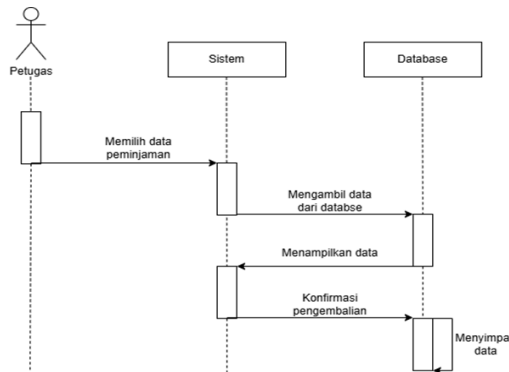 Petugas
Sistem
Database
Memilih data
peminjaman
Mengambil data
dari databse
Menampilkan data
Konfirmasi
pengembalian
Menyimpa
data